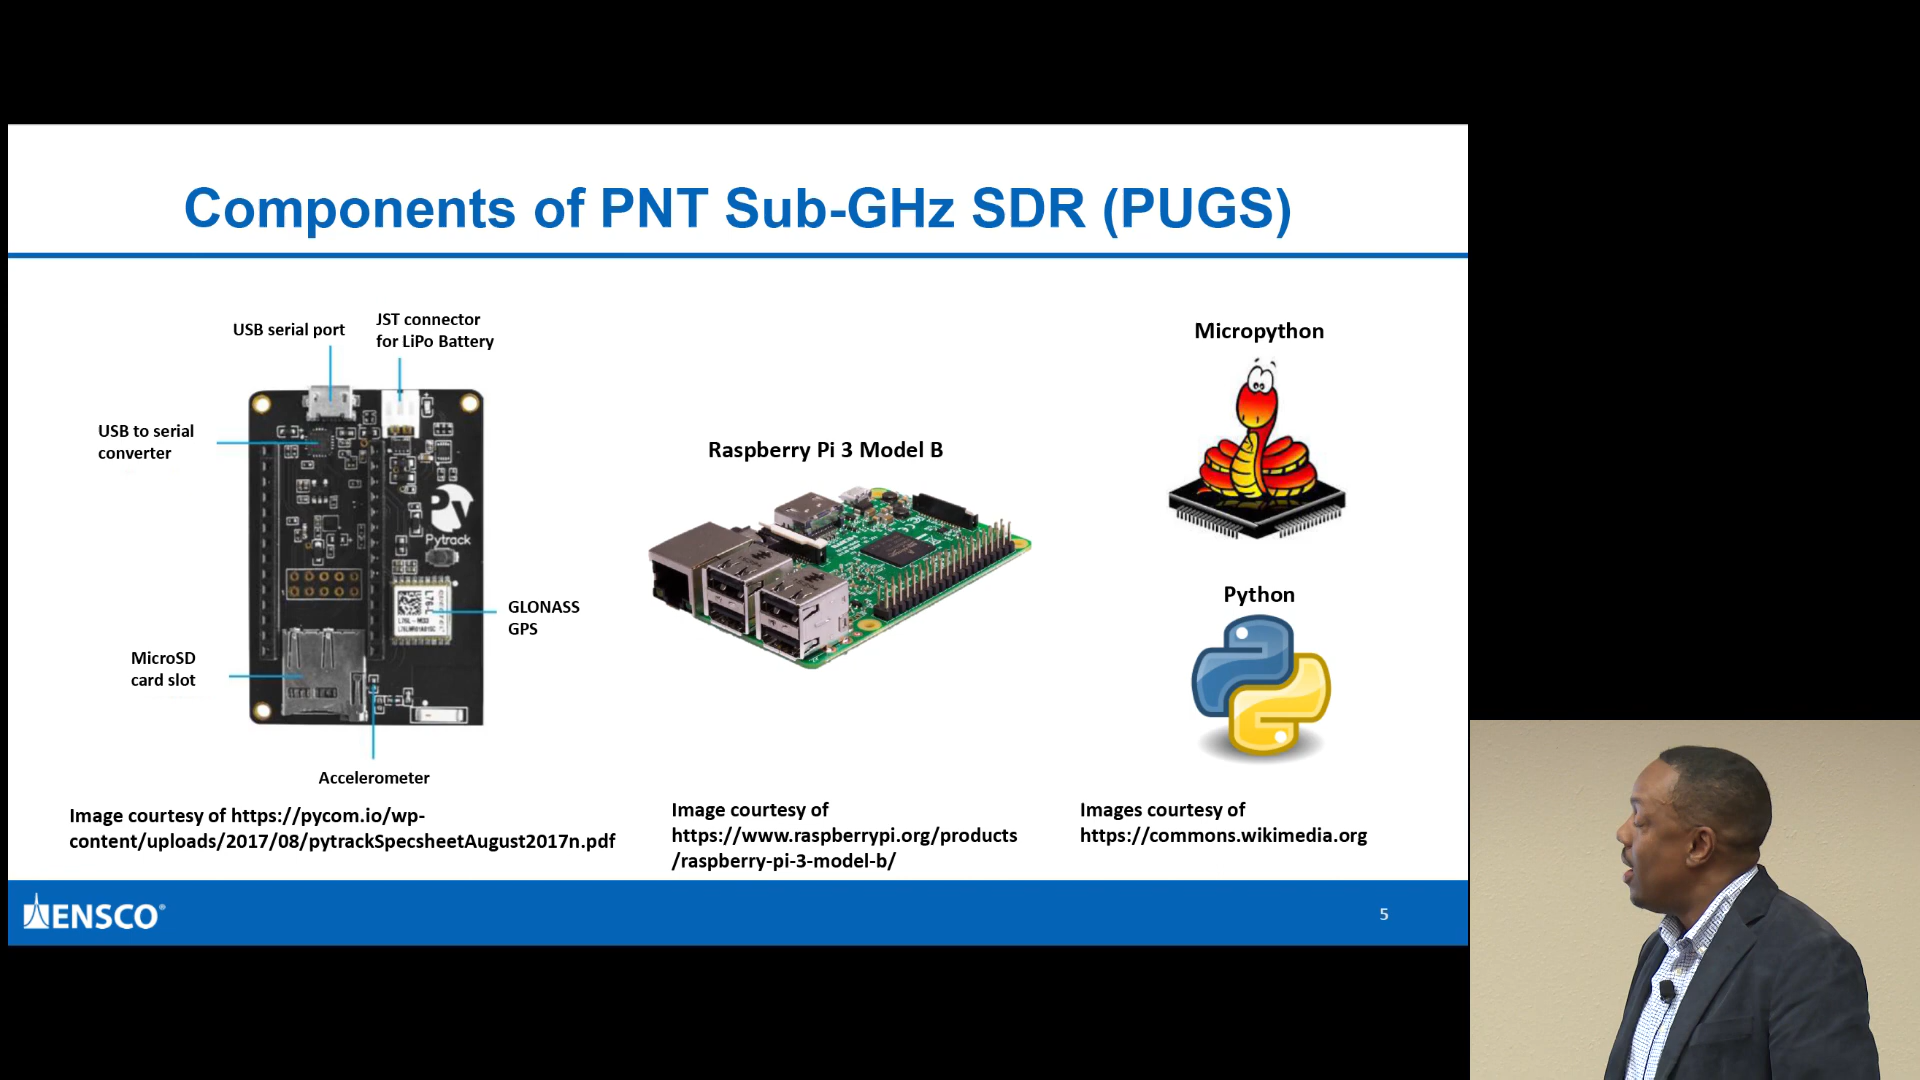 Components of PNT Sub-GHz SDR (PUGS)
USB serial port
JST connector
for LiPo Battery
USB to serial
converter
Pytrack
L76-L
GLONASS
GPS
MicroSD
card slot
Accelerometer
Image courtesy of https://pycom.io/wp-
content/uploads/2017/08/pytrackSpecsheetAugust2017n.pdf
Raspberry Pi 3 Model B
Image courtesy of
https://www.raspberrypi.org/products
/raspberry-pi-3-model-b/
Micropython
Python
Images courtesy of
https://commons.wikimedia.org
ENSCO®
5